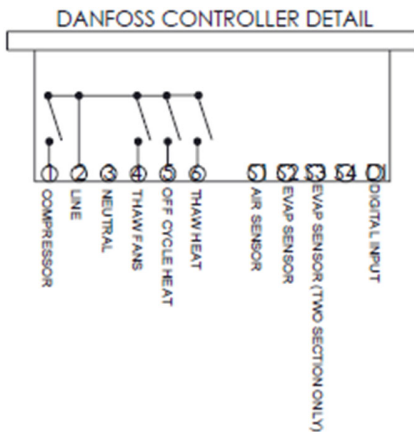 DANFOSS CONTROLLER DETAIL
1
2
3
4
5
6
S1
S2
S3
S4
COMPRESSOR
LINE
NEUTRAL
THAW FANS
OFF CYCLE HEAT
THAW HEAT
AIR SENSOR
EVAP SENSOR
EVAP SENSOR (TWO SECTION ONLY)
DIGITAL INPUT